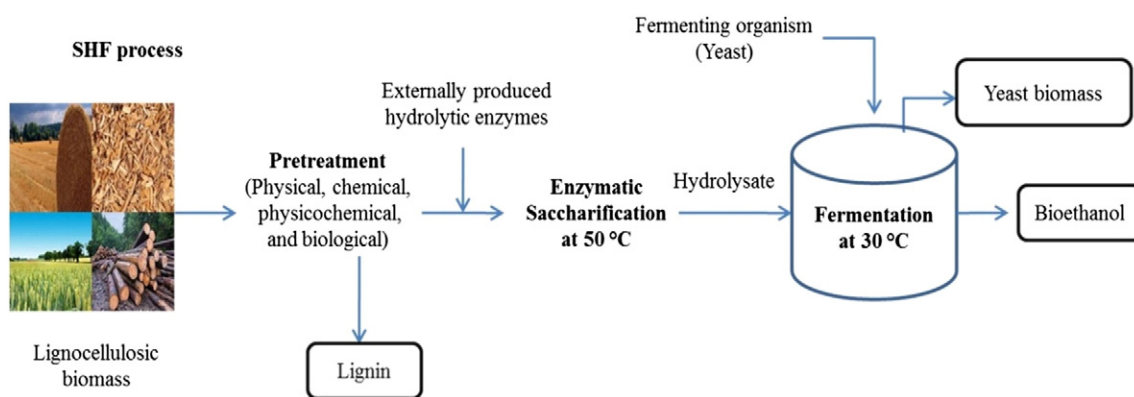 SHF process
Lignocellulosic
biomass
Pretreatment
(Physical, chemical,
physicochemical,
and biological)
Lignin
Externally produced
hydrolytic enzymes
Enzymatic
Saccharification
at 50 °C
Hydrolysate
Fermenting organism
(Yeast)
Fermentation
at 30 °C
Yeast biomass
Bioethanol